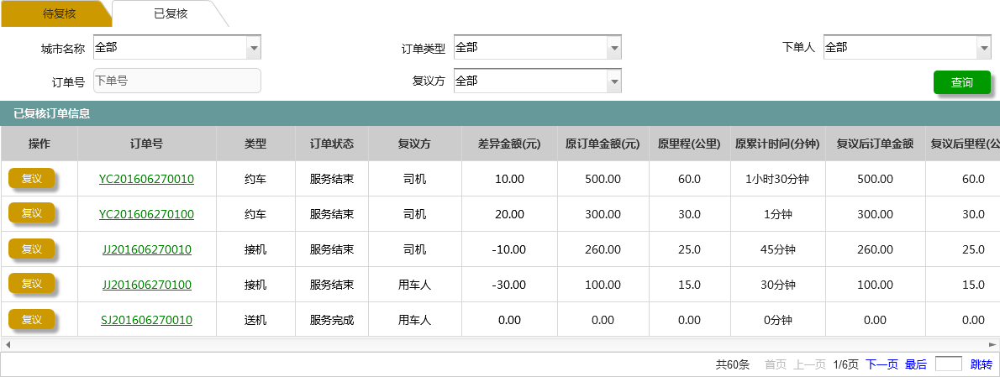 待复核 已复核
城市名称 全部 订单类型 全部 下单人 全部
订单号 下单号 复议方 全部 查询
已复核订单信息
操作 订单号 类型 订单状态 复议方 差异金额(元) 原订单金额(元) 原里程(公里) 原累计时间(分钟) 复议后订单金额 复议后里程(公
复议 YC201606270010 约车 服务结束 司机 10.00 500.00 60.0 1小时30分钟 500.00 60.0
复议 YC201606270100 约车 服务结束 司机 20.00 300.00 30.0 1分钟 300.00 30.0
复议 JJ201606270010 接机 服务结束 司机 -10.00 260.00 25.0 45分钟 260.00 25.0
复议 JJ201606270100 接机 服务结束 用车人 -30.00 100.00 15.0 30分钟 100.00 15.0
复议 SJ201606270010 送机 服务完成 用车人 0.00 0.00 0.00 0分钟 0.00 0.00
共60条 首页 上一页 1/6页 下一页 最后 跳转